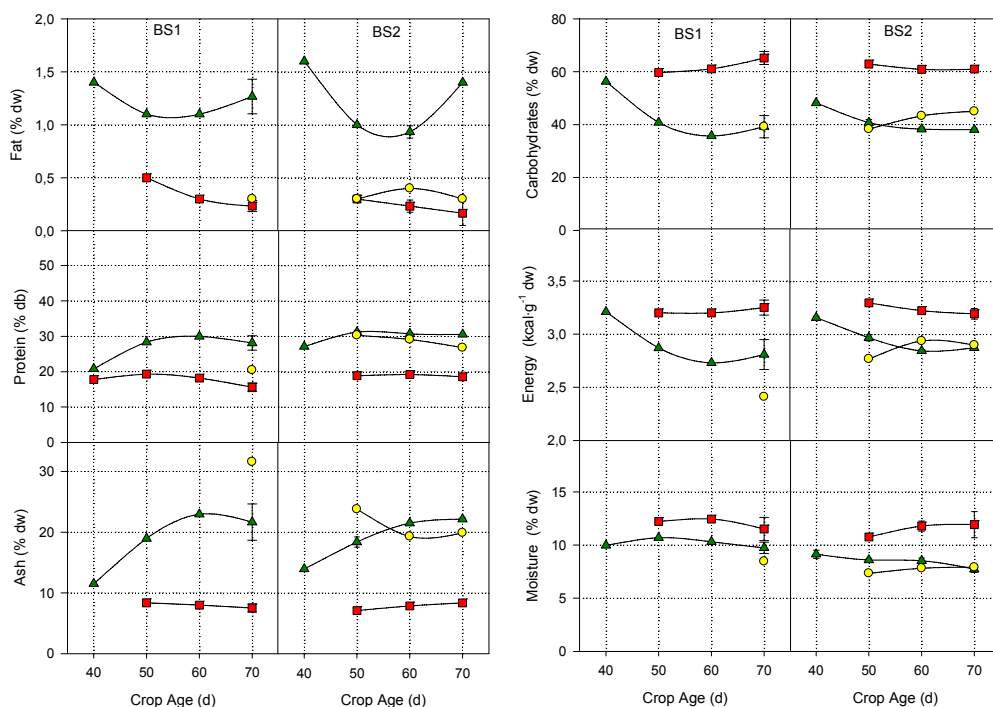 BS1
BS2
2,0
1,5
1,0
0,5
0,0
Fat (% dw)
50
40
30
20
10
0
Protein (% db)
30
20
10
0
Ash (% dw)
40 50 60 70 40 50 60 70
Crop Age (d) Crop Age (d)
BS1
BS2
80
60
40
20
0
Carbohydrates (% dw)
3,5
3,0
2,5
2,0
Energy (kcal·g-1 dw)
15
10
5
0
Moisture (% dw)
40 50 60 70 40 50 60 70
Crop Age (d) Crop Age (d)